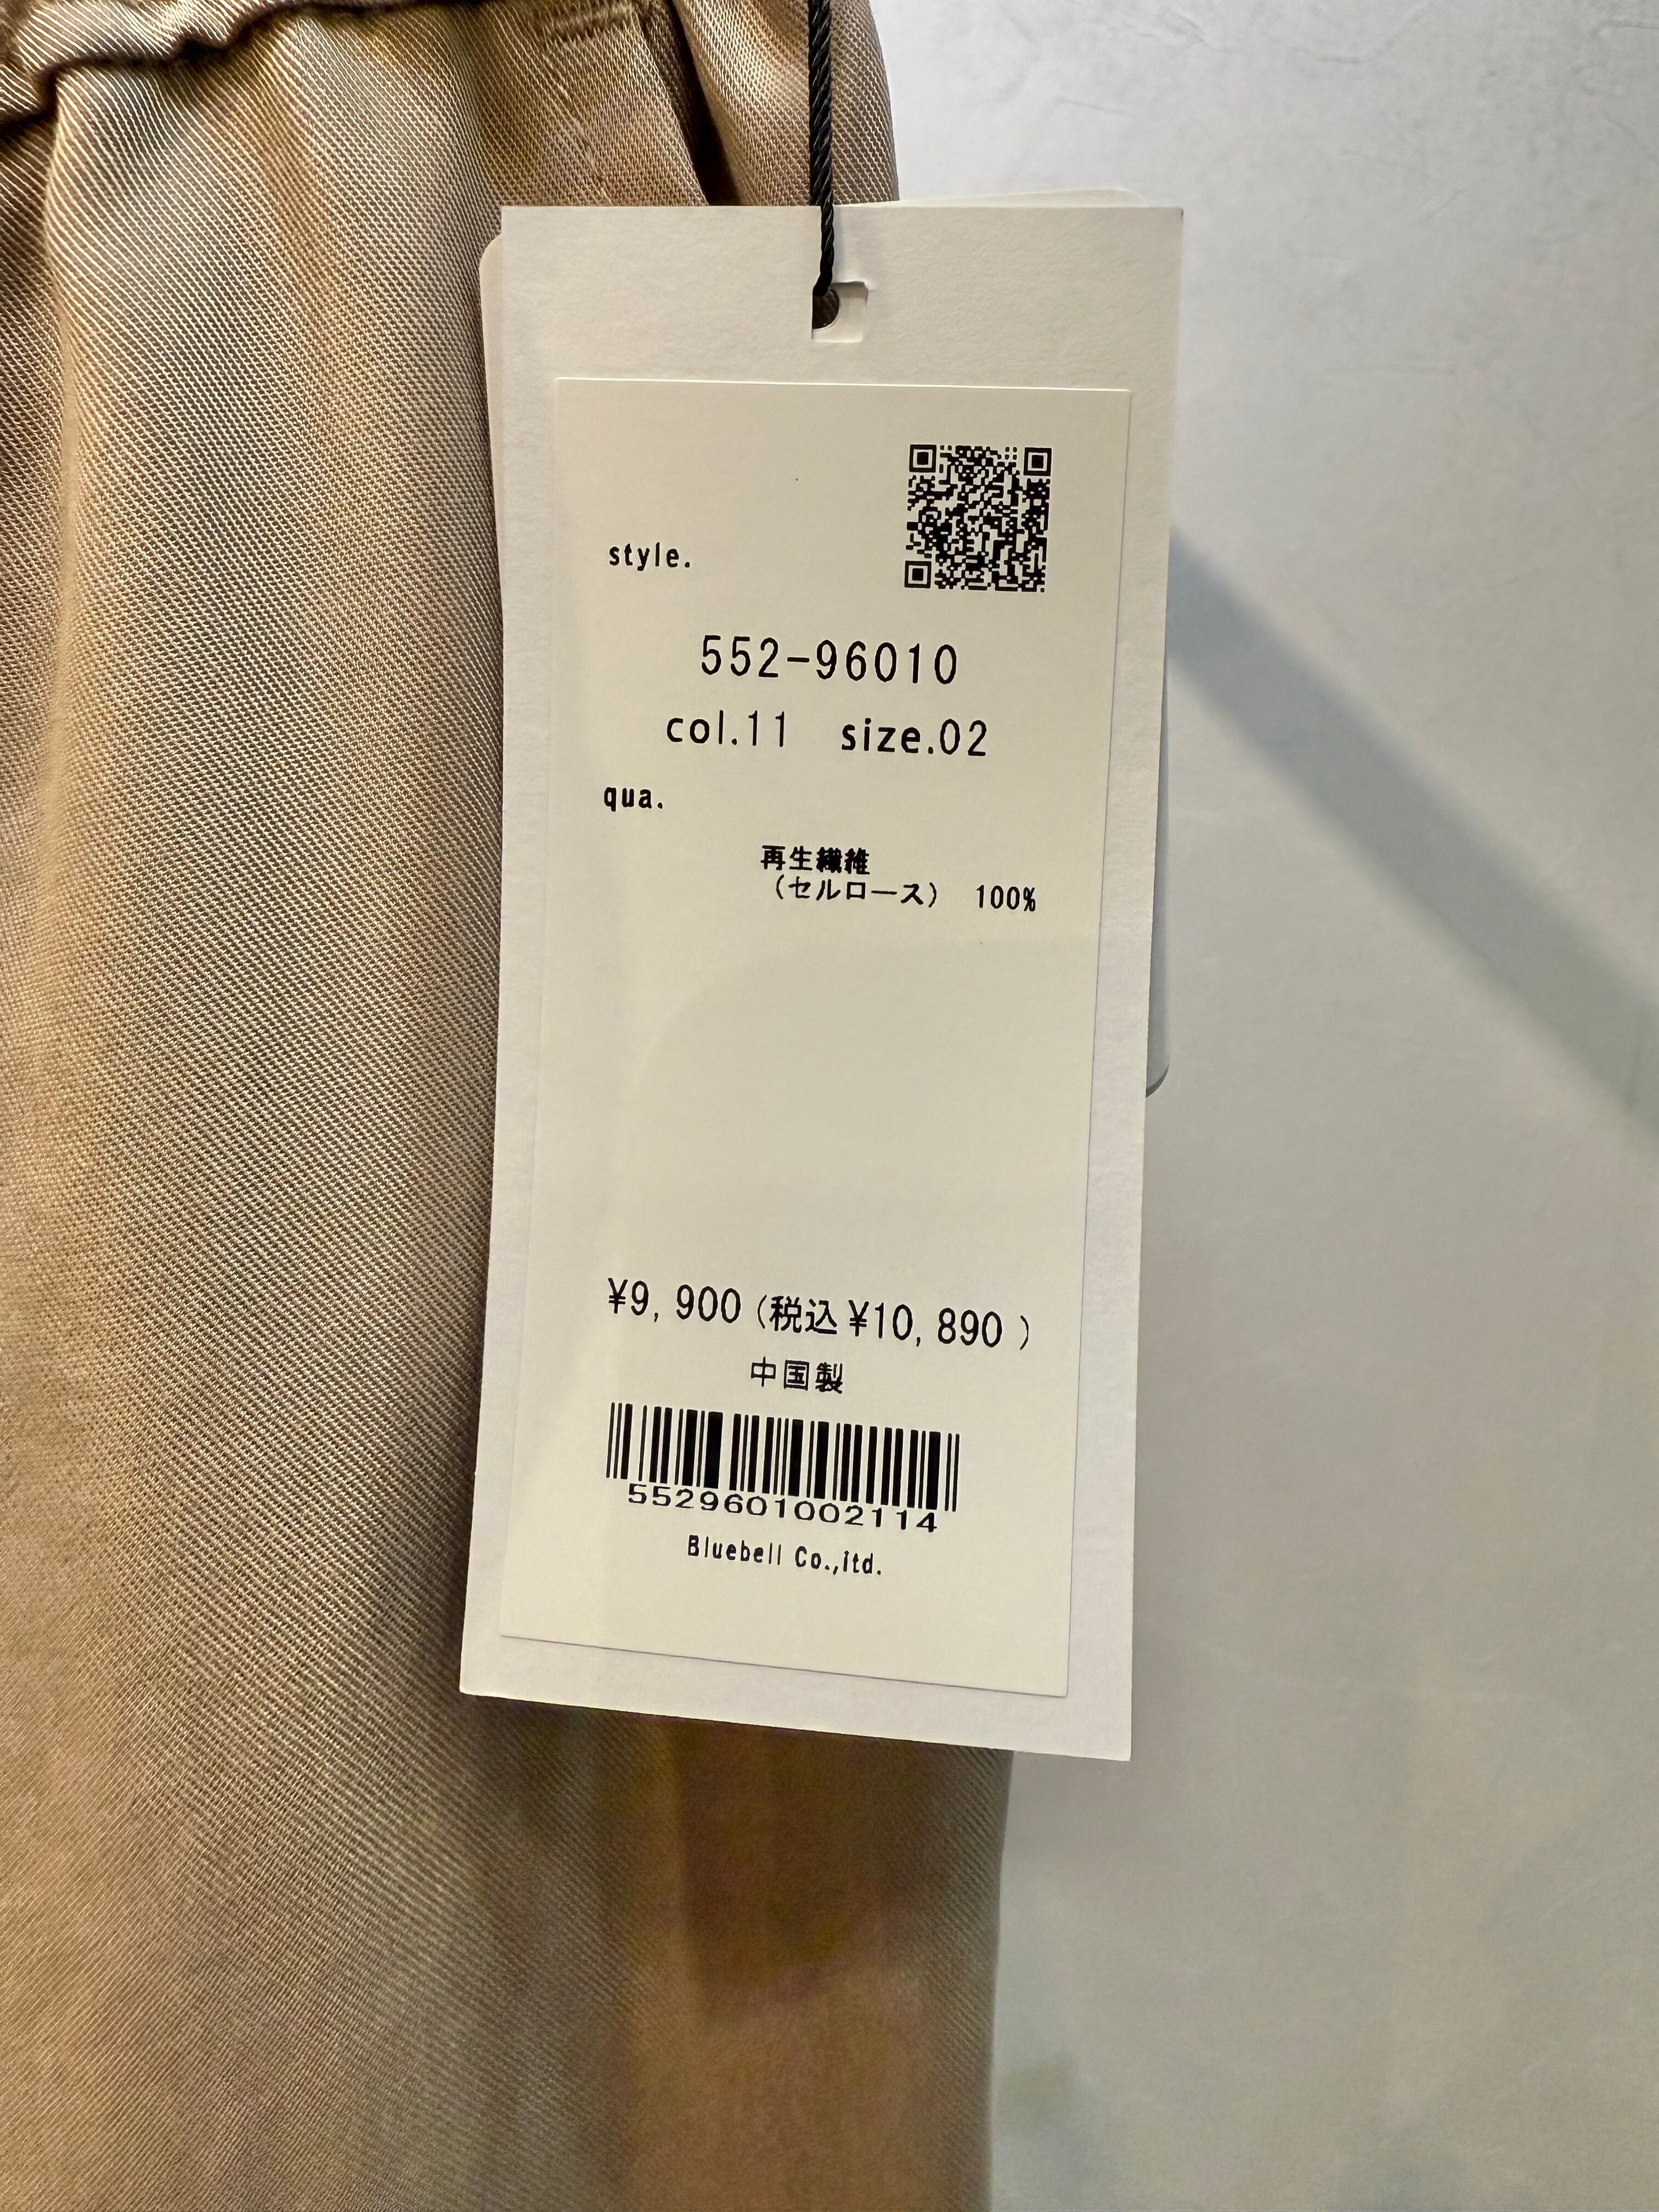 style.
552-96010
col.11 size.02
qua.
再生繊維
（セルロース） 100%
¥9,900(税込¥10,890 )
中国製
5529601002114
Bluebell Co.,itd.